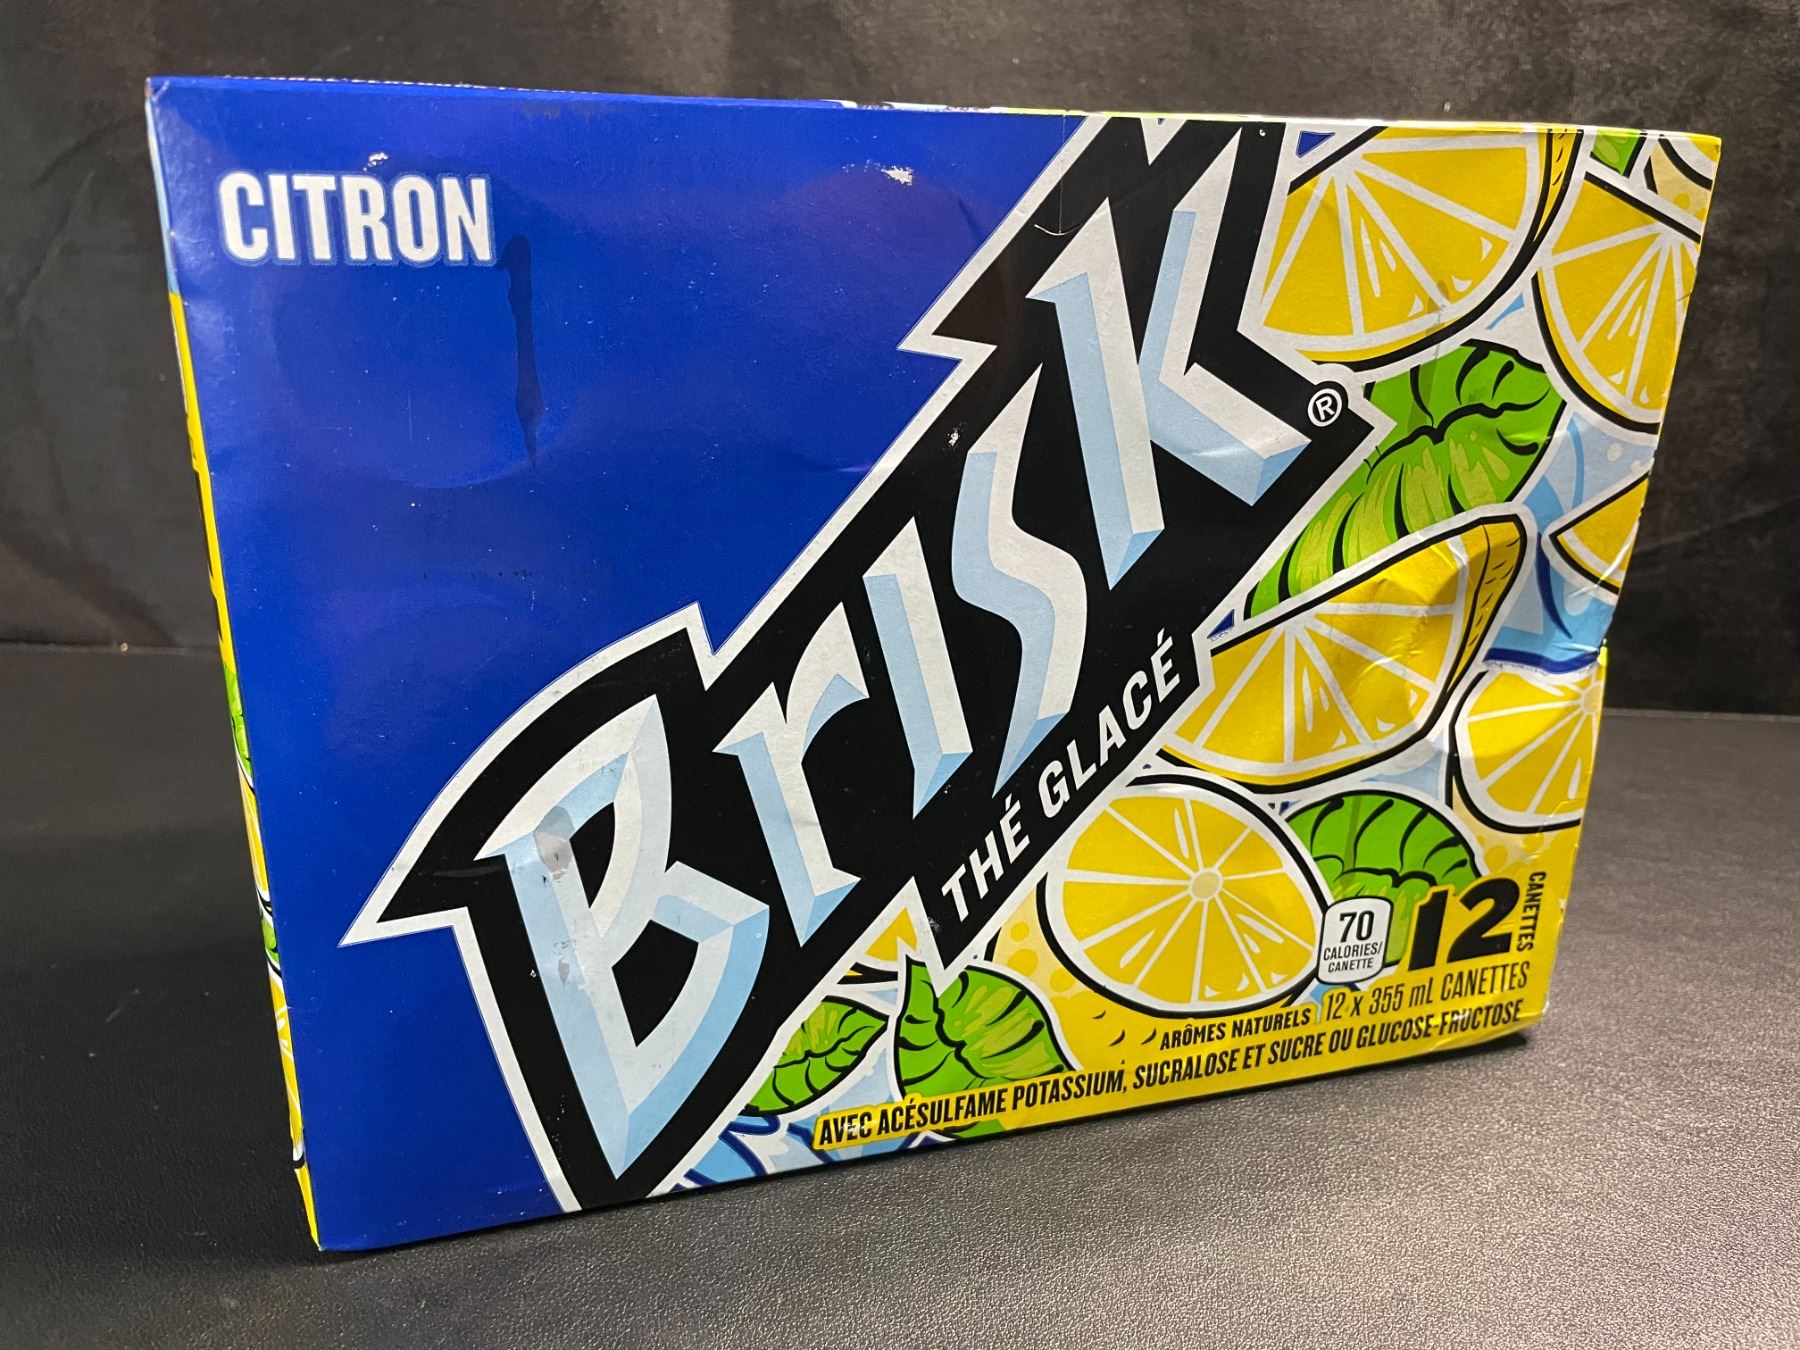 CITRON
BrISK®
THÉ GLACÉ
70
CALORIES/
CANETTE
12
CANETTES
ARÔMES NATURELS 12 x 355 mL CANETTES
AVEC ACÉSULFAME POTASSIUM, SUCRALOSE ET SUCRE OU GLUCOSE-FRUCTOSE